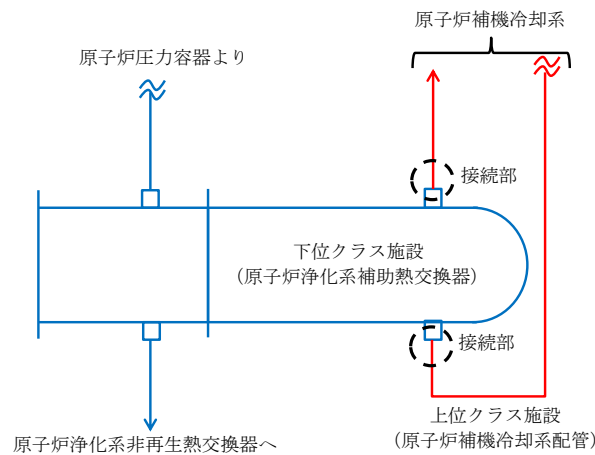 原子炉補機冷却系
原子炉圧力容器より
接続部
下位クラス施設
（原子炉浄化系補助熱交換器）
接続部
上位クラス施設
（原子炉補機冷却系配管）
原子炉浄化系非再生熱交換器へ